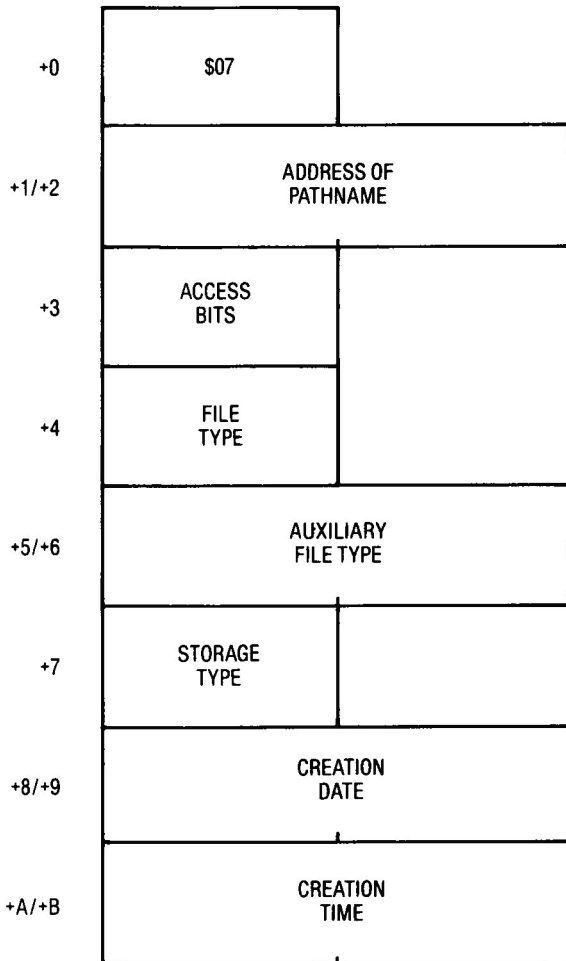 +0 $07
+1/+2 ADDRESS OF
PATHNAME
+3 ACCESS
BITS
+4 FILE
TYPE
+5/+6 AUXILIARY
FILE TYPE
+7 STORAGE
TYPE
+8/+9 CREATION
DATE
+A/+B CREATION
TIME